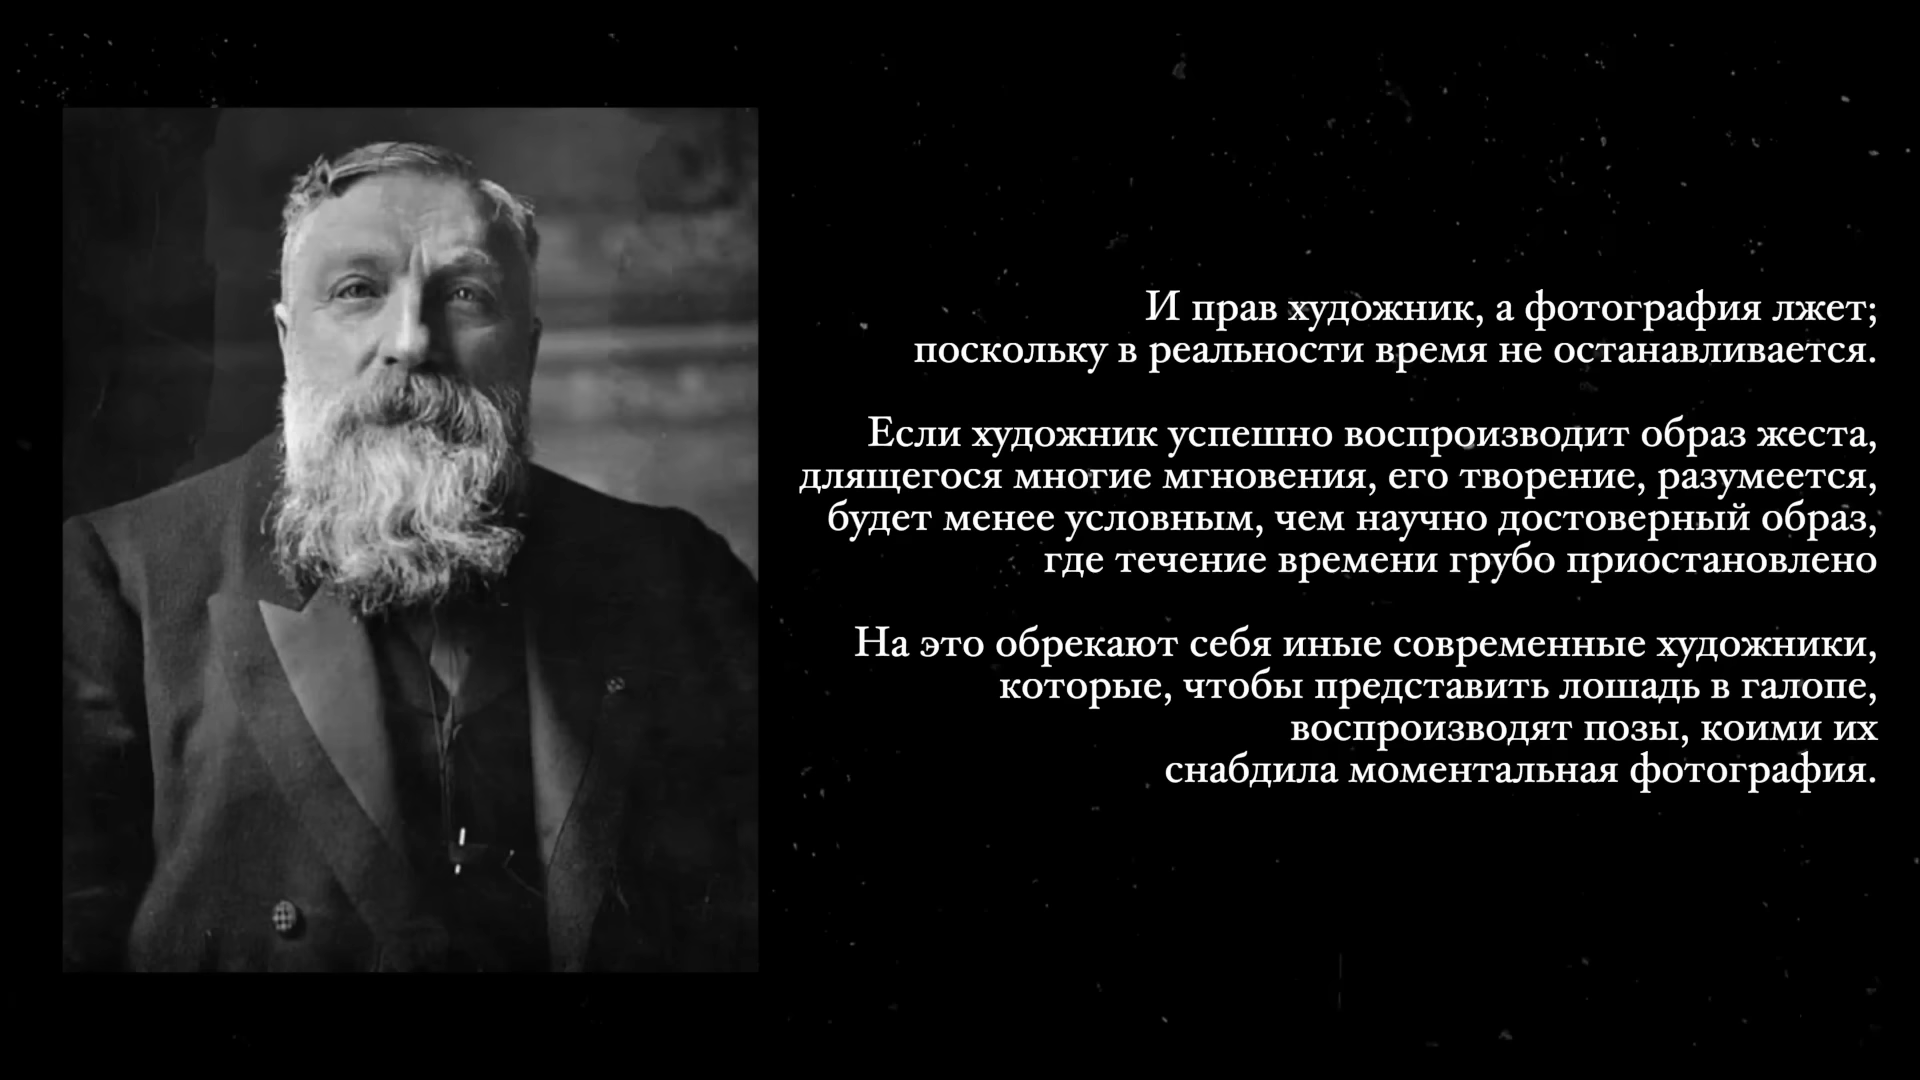 И прав художник, а фотография лжет;
поскольку в реальности время не останавливается.
Если художник успешно воспроизводит образ жеста,
длящегося многие мгновения, его творение, разумеется,
будет менее условным, чем научно достоверный образ,
где течение времени грубо приостановлено
На это обрекают себя иные современные художники,
которые, чтобы представить лошадь в галопе,
воспроизводят позы, коими их
снабдила моментальная фотография.